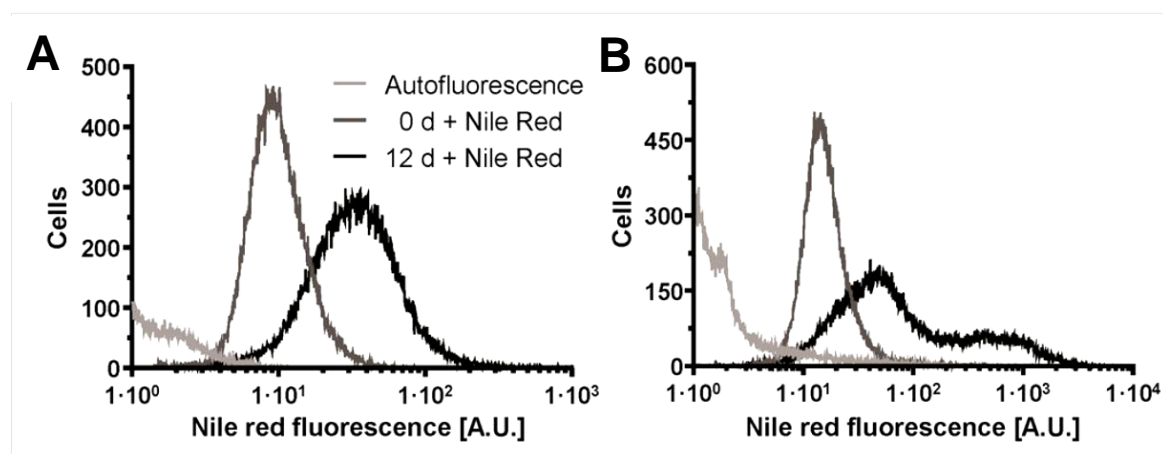 A
500
400
300
200
100
0
Cells
Autofluorescence
0 d + Nile Red
12 d + Nile Red
1·10⁰ 1·10¹ 1·10² 1·10³
Nile red fluorescence [A.U.]
B
600
450
300
150
0
Cells
1·10⁰ 1·10¹ 1·10² 1·10³ 1·10⁴
Nile red fluorescence [A.U.]